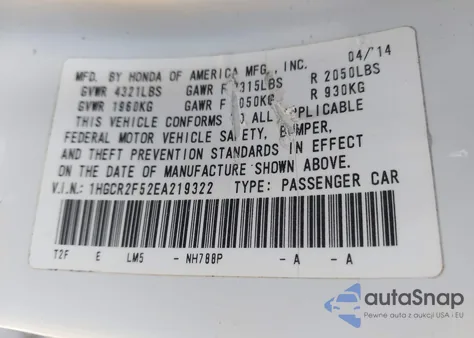 MFD. BY HONDA OF AMERICA MFG., INC. 04/14
GVWR 4321LBS GAWR F 2315LBS R 2050LBS
GVWR 1960KG GAWR F 1050KG R 930KG
THIS VEHICLE CONFORMS TO ALL APPLICABLE
FEDERAL MOTOR VEHICLE SAFETY, BUMPER,
AND THEFT PREVENTION STANDARDS IN EFFECT
ON THE DATE OF MANUFACTURE SHOWN ABOVE.
V.I.N.: 1HGCR2F52EA219322 TYPE: PASSENGER CAR
T2F E LM5 - NH788P - A - A
autoSnap
Pewne auta z aukcji USA i EU